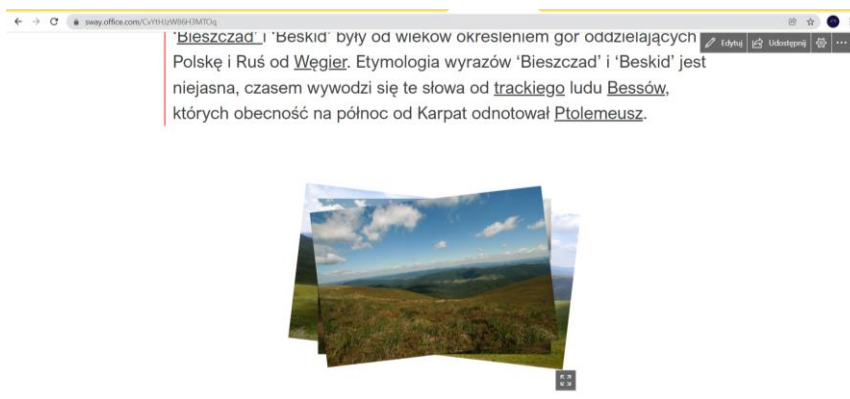 sway.office.com/CvYtHJzW86H3MTOq
Edytuj Udostępnij
'Bieszczad' i 'Beskid' były od wieków określeniem gór oddzielających
Polskę i Ruś od Węgier. Etymologia wyrazów 'Bieszczad' i 'Beskid' jest
niejasna, czasem wywodzi się te słowa od trackiego ludu Bessów,
których obecność na północ od Karpat odnotował Ptolemeusz.